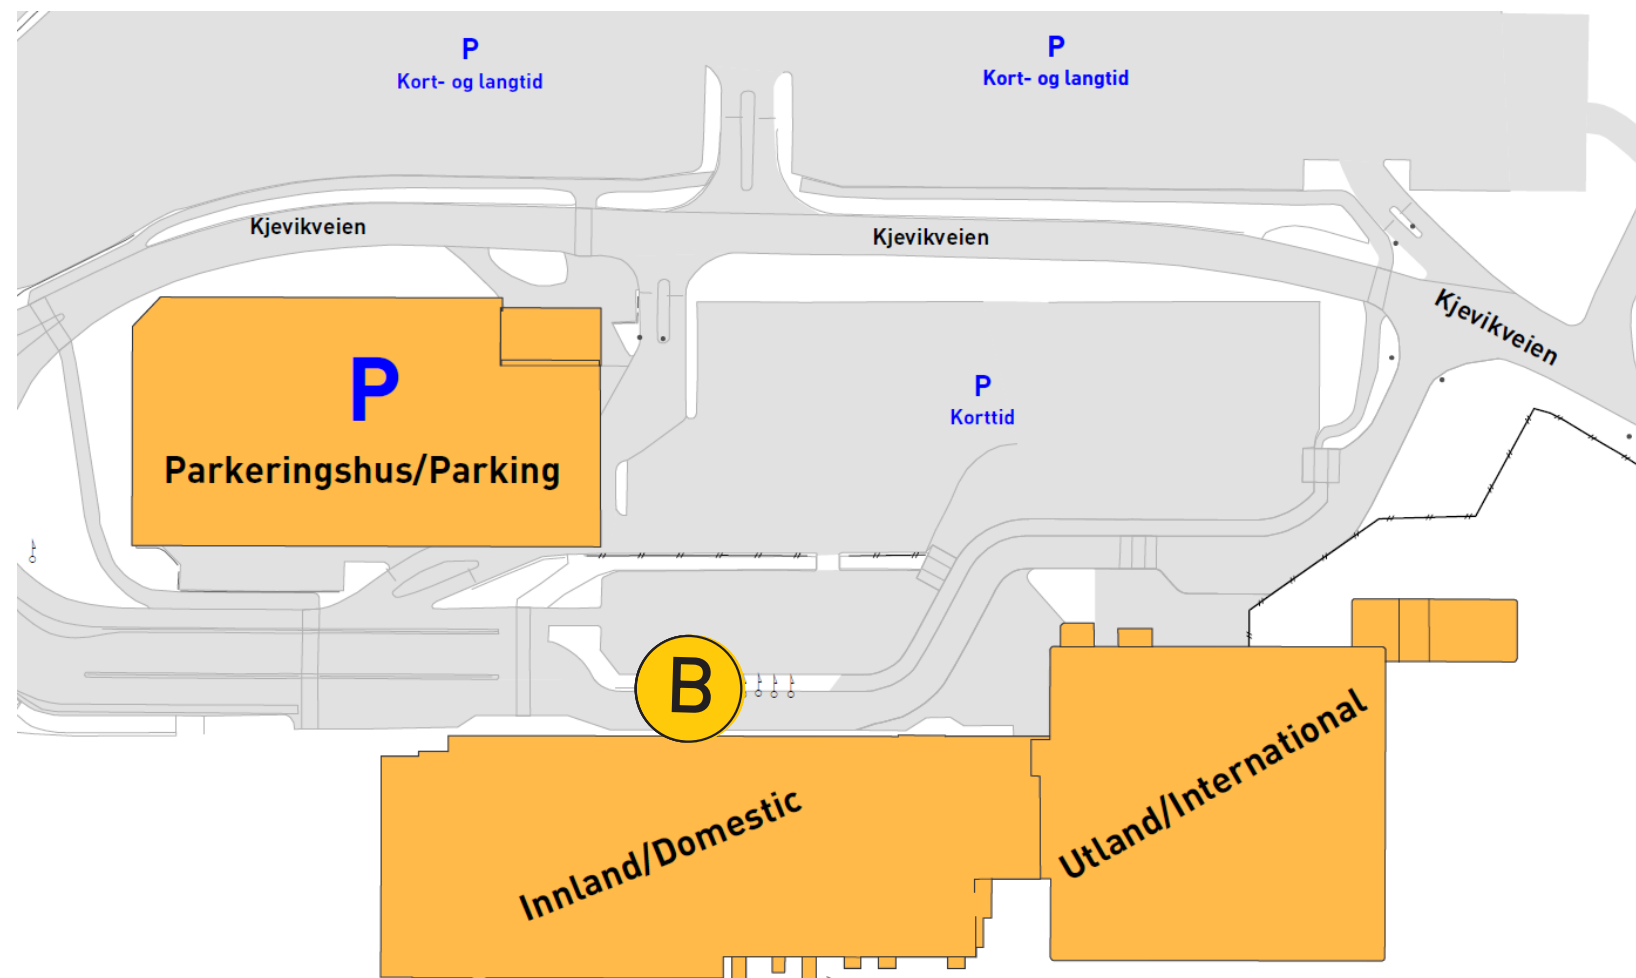 P
Kort- og langtid
P
Kort- og langtid
Kjevikveien
Kjevikveien
Kjevikveien
P
Parkeringshus/Parking
P
Korttid
B
Innland/Domestic
Utland/International